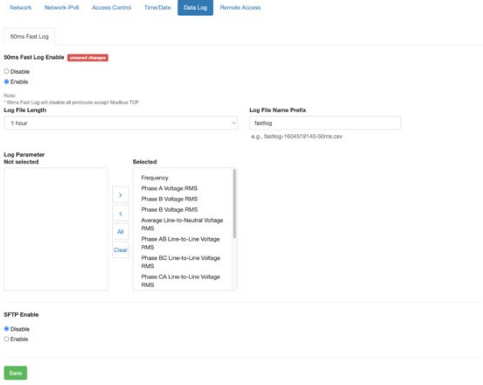 Network Network IPv6 Access Control Time/Date Data Log Remote Access
50ms Fast Log
50ms Fast Log Enable unsaved changes
Disable
Enable
Note:
* 50ms Fast Log will disable all protocols except Modbus TCP
Log File Length Log File Name Prefix
1 hour fastlog
e.g., fastlog-1604519140-50ms.csv
Log Parameter
Not selected Selected
Frequency
Phase A Voltage RMS
Phase B Voltage RMS
Phase B Voltage RMS
Average Line-to-Neutral Voltage
RMS
Phase AB Line-to-Line Voltage
RMS
Phase BC Line-to-Line Voltage
RMS
Phase CA Line-to-Line Voltage
RMS
>
<
All
Clear
SFTP Enable
Disable
Enable
Save